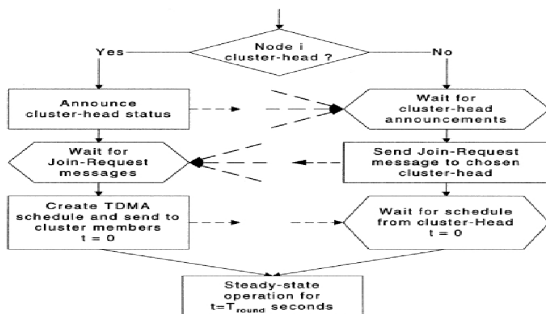 Node i
cluster-head ?
Yes
No
Announce
cluster-head status
Wait for
cluster-head
announcements
Wait for
Join-Request
messages
Send Join-Request
message to chosen
cluster-head
Create TDMA
schedule and send to
cluster members
t = 0
Wait for schedule
from cluster-Head
t = 0
Steady-state
operation for
t=Tround seconds